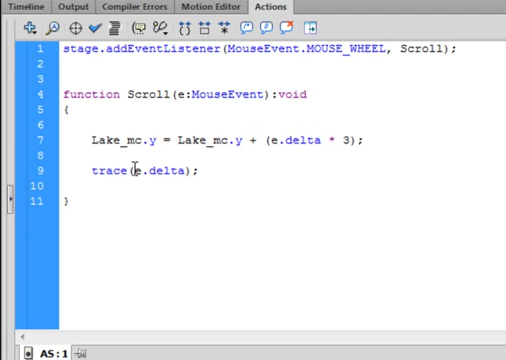 Timeline Output Compiler Errors Motion Editor Actions
1 stage.addEventListener(MouseEvent.MOUSE_WHEEL, Scroll);
2
3
4 function Scroll(e:MouseEvent):void
5 {
6
7 Lake_mc.y = Lake_mc.y + (e.delta * 3);
8
9 trace(e.delta);
10
11 }
AS:1